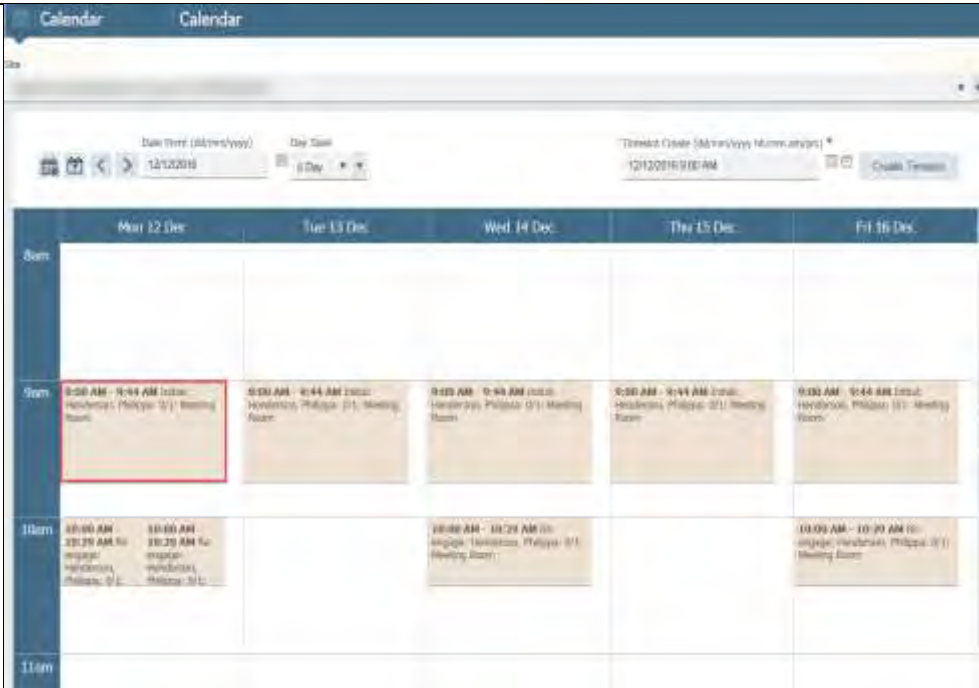 Calendar Calendar
Site
Date From (dd/mm/yyyy) Day Span Timeslot Create (dd/mm/yyyy hh:mm am/pm) *
12/12/2016 Day 12/12/2016 9:00 AM Create Timeslot
Mon 12 Dec Tue 13 Dec Wed 14 Dec Thu 15 Dec Fri 16 Dec
8am
9am
9:00 AM - 9:44 AM Initial:
Henderson, Philippa: 0/1: Meeting
Room
9:00 AM - 9:44 AM Initial:
Henderson, Philippa: 0/1: Meeting
Room
9:00 AM - 9:44 AM Initial:
Henderson, Philippa: 0/1: Meeting
Room
9:00 AM - 9:44 AM Initial:
Henderson, Philippa: 0/1: Meeting
Room
9:00 AM - 9:44 AM Initial:
Henderson, Philippa: 0/1: Meeting
Room
10am
10:00 AM -
10:29 AM Re-
engage:
Henderson,
Philippa: 0/1:
10:00 AM -
10:29 AM Re-
engage:
Henderson,
Philippa: 0/1:
10:00 AM - 10:29 AM Re-
engage: Henderson, Philippa: 0/1:
Meeting Room
10:00 AM - 10:29 AM Re-
engage: Henderson, Philippa: 0/1:
Meeting Room
11am